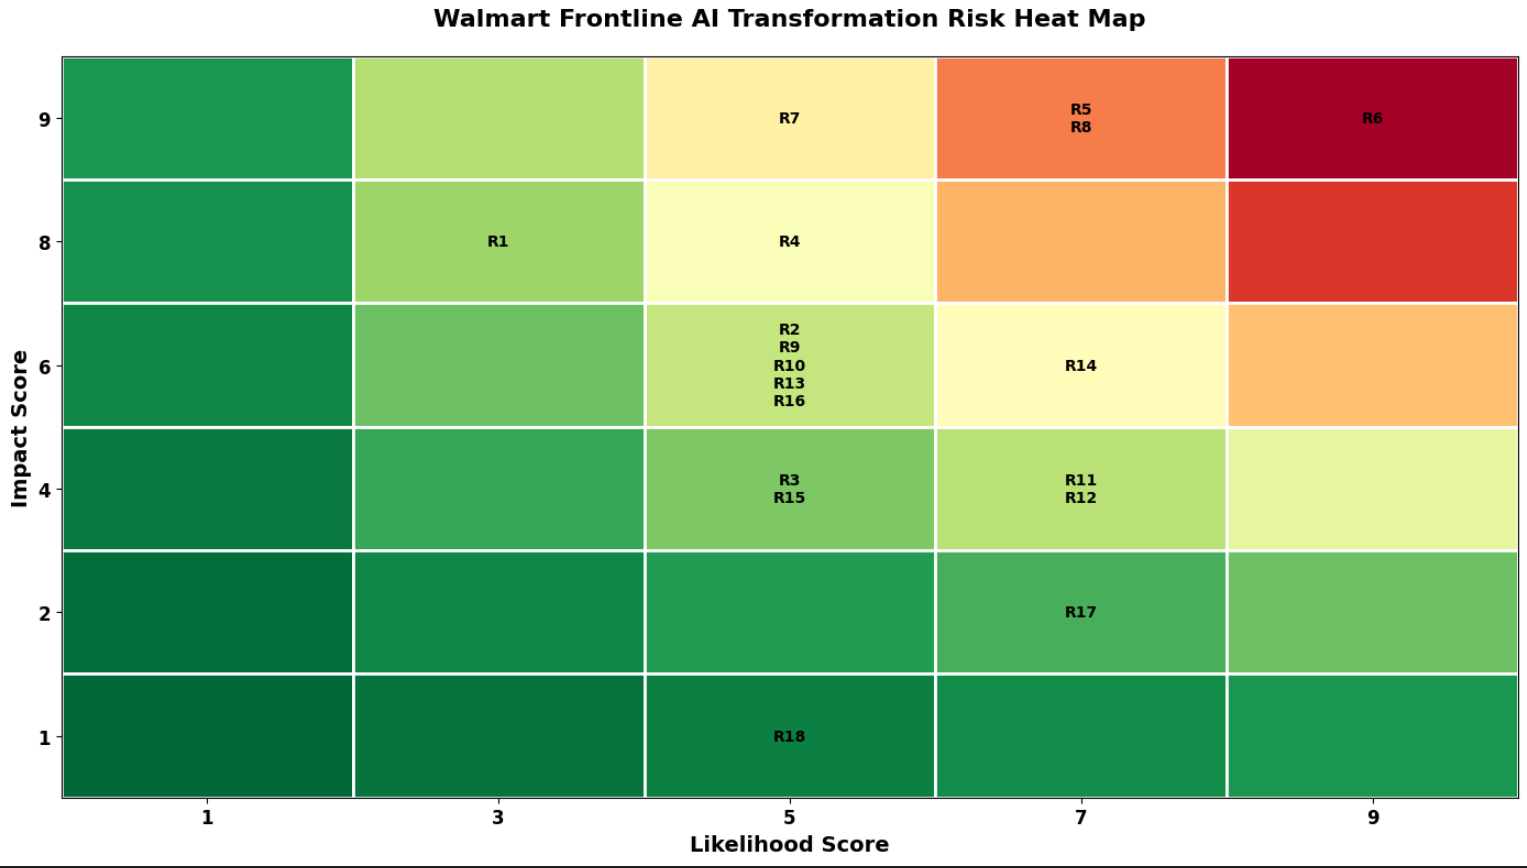 Walmart Frontline AI Transformation Risk Heat Map
Impact Score
9
R7
R5
R8
R6
8
R1
R4
6
R2
R9
R10
R13
R16
R14
4
R3
R15
R11
R12
2
R17
1
R18
1 3 5 7 9
Likelihood Score